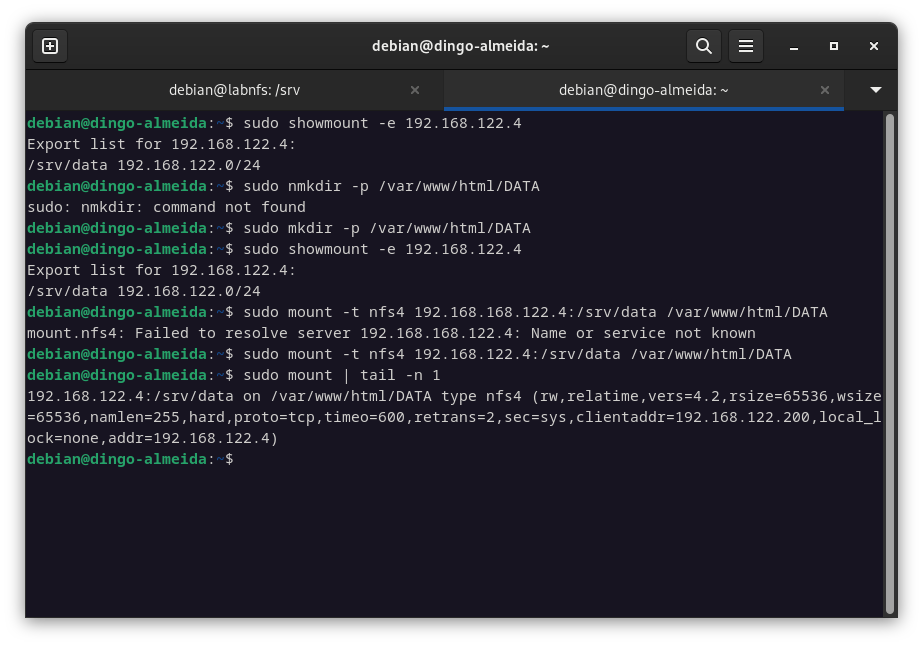 debian@dingo-almeida: ~
debian@labnfs: /srv
debian@dingo-almeida: ~
debian@dingo-almeida:~$ sudo showmount -e 192.168.122.4
Export list for 192.168.122.4:
/srv/data 192.168.122.0/24
debian@dingo-almeida:~$ sudo nmkdir -p /var/www/html/DATA
sudo: nmkdir: command not found
debian@dingo-almeida:~$ sudo mkdir -p /var/www/html/DATA
debian@dingo-almeida:~$ sudo showmount -e 192.168.122.4
Export list for 192.168.122.4:
/srv/data 192.168.122.0/24
debian@dingo-almeida:~$ sudo mount -t nfs4 192.168.168.122.4:/srv/data /var/www/html/DATA
mount.nfs4: Failed to resolve server 192.168.168.122.4: Name or service not known
debian@dingo-almeida:~$ sudo mount -t nfs4 192.168.122.4:/srv/data /var/www/html/DATA
debian@dingo-almeida:~$ sudo mount | tail -n 1
192.168.122.4:/srv/data on /var/www/html/DATA type nfs4 (rw,relatime,vers=4.2,rsize=65536,wsize
=65536,namlen=255,hard,proto=tcp,timeo=600,retrans=2,sec=sys,clientaddr=192.168.122.200,local_l
ock=none,addr=192.168.122.4)
debian@dingo-almeida:~$